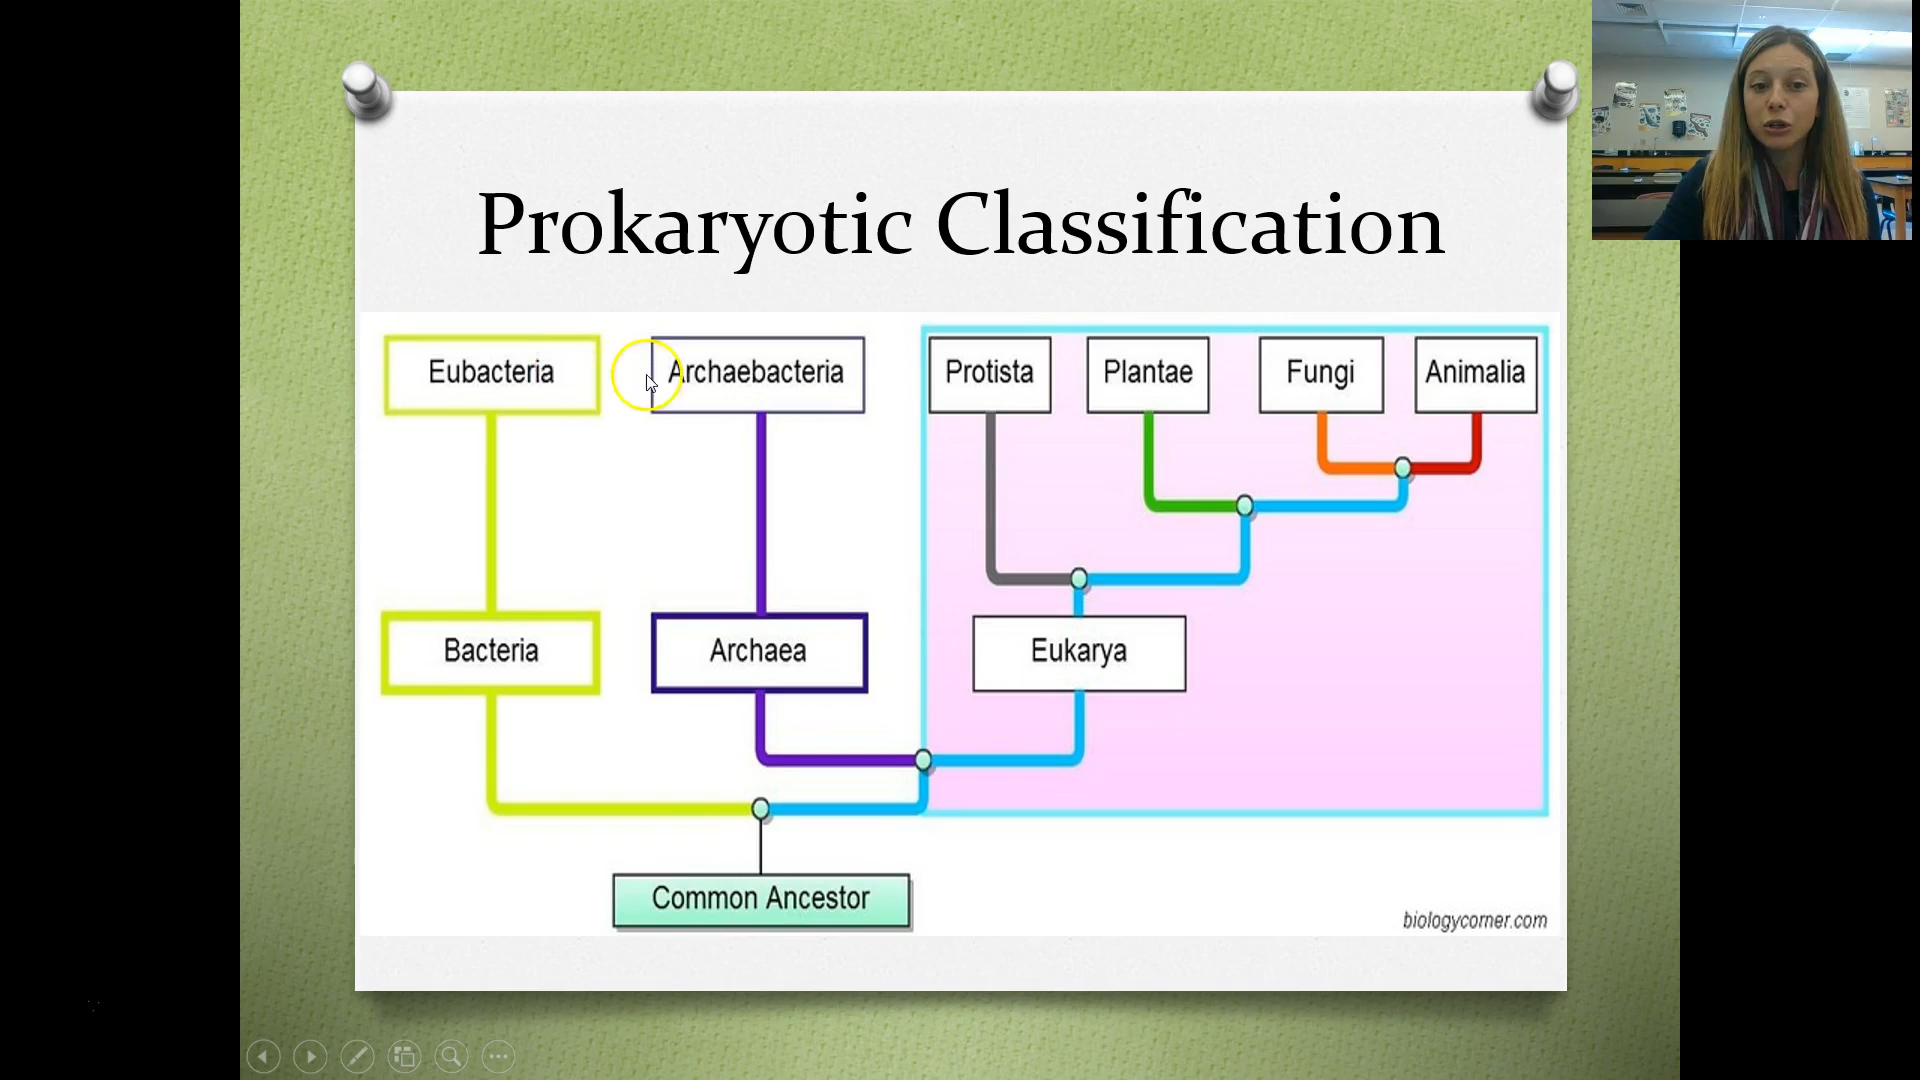 Prokaryotic Classification
Eubacteria
Archaebacteria
Protista
Plantae
Fungi
Animalia
Bacteria
Archaea
Eukarya
Common Ancestor
biologycorner.com